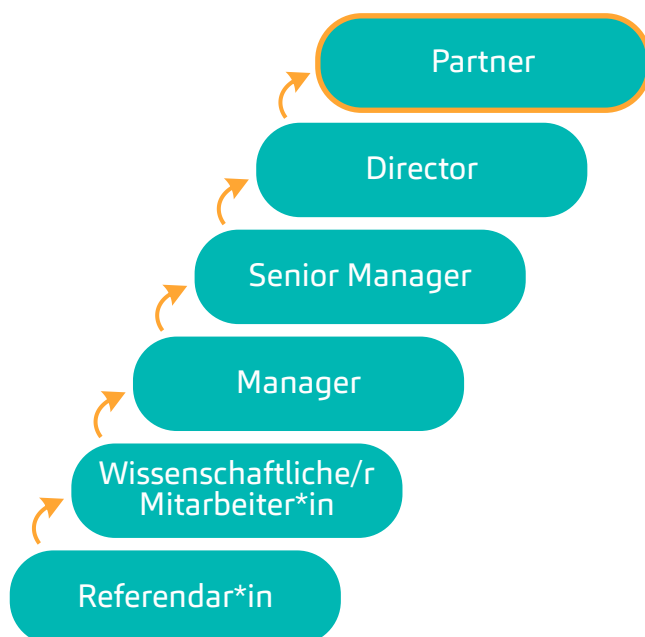 Partner
Director
Senior Manager
Manager
Wissenschaftliche/r
Mitarbeiter*in
Referendar*in